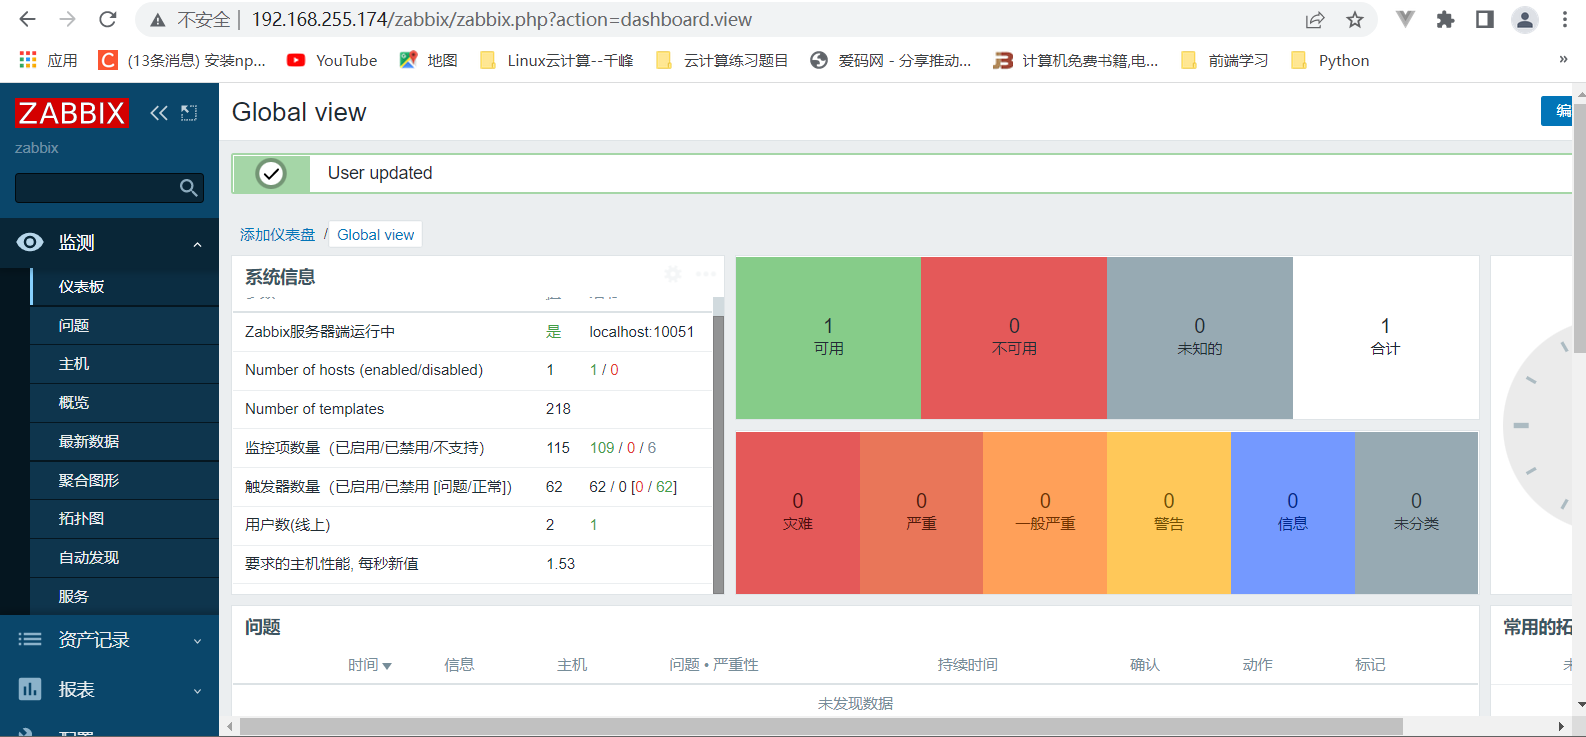 不安全 | 192.168.255.174/zabbix/zabbix.php?action=dashboard.view
应用 (13条消息) 安装np... YouTube 地图 Linux云计算--千峰 云计算练习题目 爱码网 - 分享推动... 计算机免费书籍,电... 前端学习 Python »
ZABBIX
zabbix
监测
仪表板
问题
主机
概览
最新数据
聚合图形
拓扑图
自动发现
服务
资产记录
报表
Global view
编
User updated
添加仪表盘 / Global view
系统信息
Zabbix服务器端运行中 是 localhost:10051
Number of hosts (enabled/disabled) 1 1 / 0
Number of templates 218
监控项数量 (已启用/已禁用/不支持) 115 109 / 0 / 6
触发器数量 (已启用/已禁用 [问题/正常]) 62 62 / 0 [0 / 62]
用户数(线上) 2 1
要求的主机性能, 每秒新值 1.53
1 0 0 1
可用 不可用 未知的 合计
0 0 0 0 0 0
灾难 严重 一般严重 警告 信息 未分类
问题
时间 信息 主机 问题 • 严重性 持续时间 确认 动作 标记
未发现数据
常用的拓